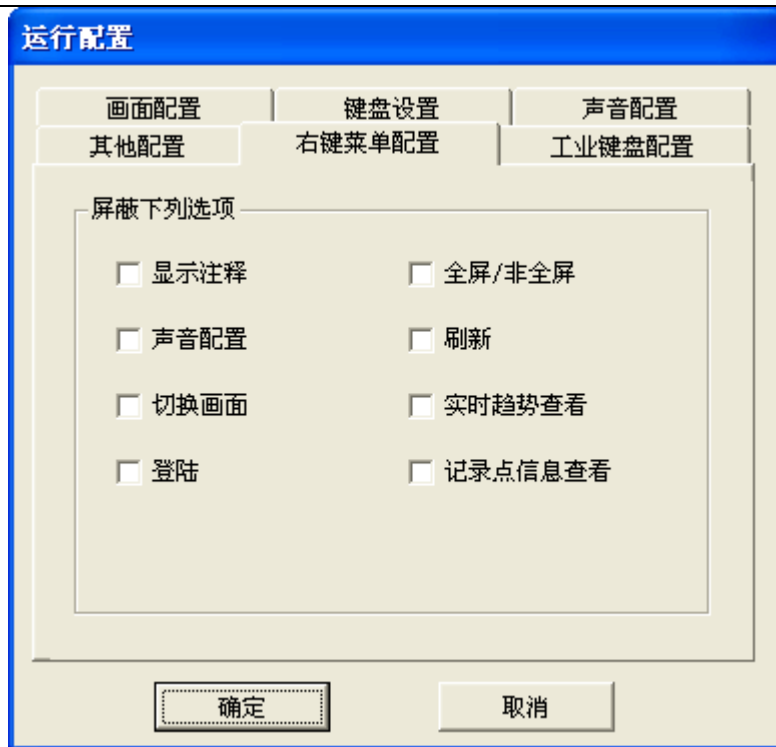 运行配置
画面配置 键盘设置 声音配置
其他配置 右键菜单配置 工业键盘配置
屏蔽下列选项
显示注释 全屏/非全屏
声音配置 刷新
切换画面 实时趋势查看
登陆 记录点信息查看
确定 取消